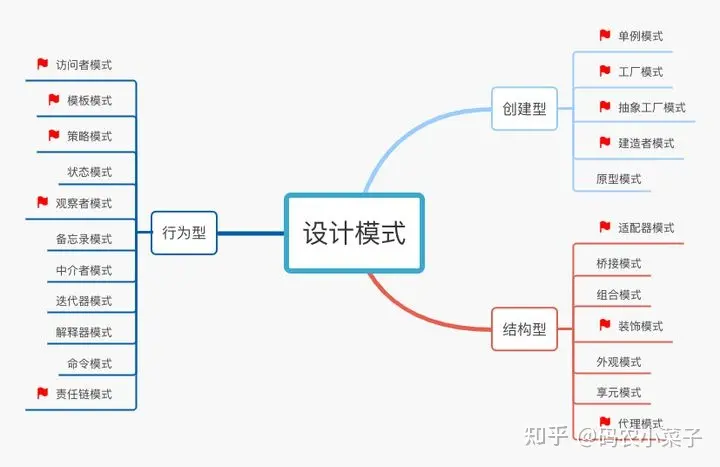 设计模式
创建型
单例模式
工厂模式
抽象工厂模式
建造者模式
原型模式
结构型
适配器模式
桥接模式
组合模式
装饰模式
外观模式
享元模式
代理模式
行为型
访问者模式
模板模式
策略模式
状态模式
观察者模式
备忘录模式
中介者模式
迭代器模式
解释器模式
命令模式
责任链模式
知乎 @码农小菜子